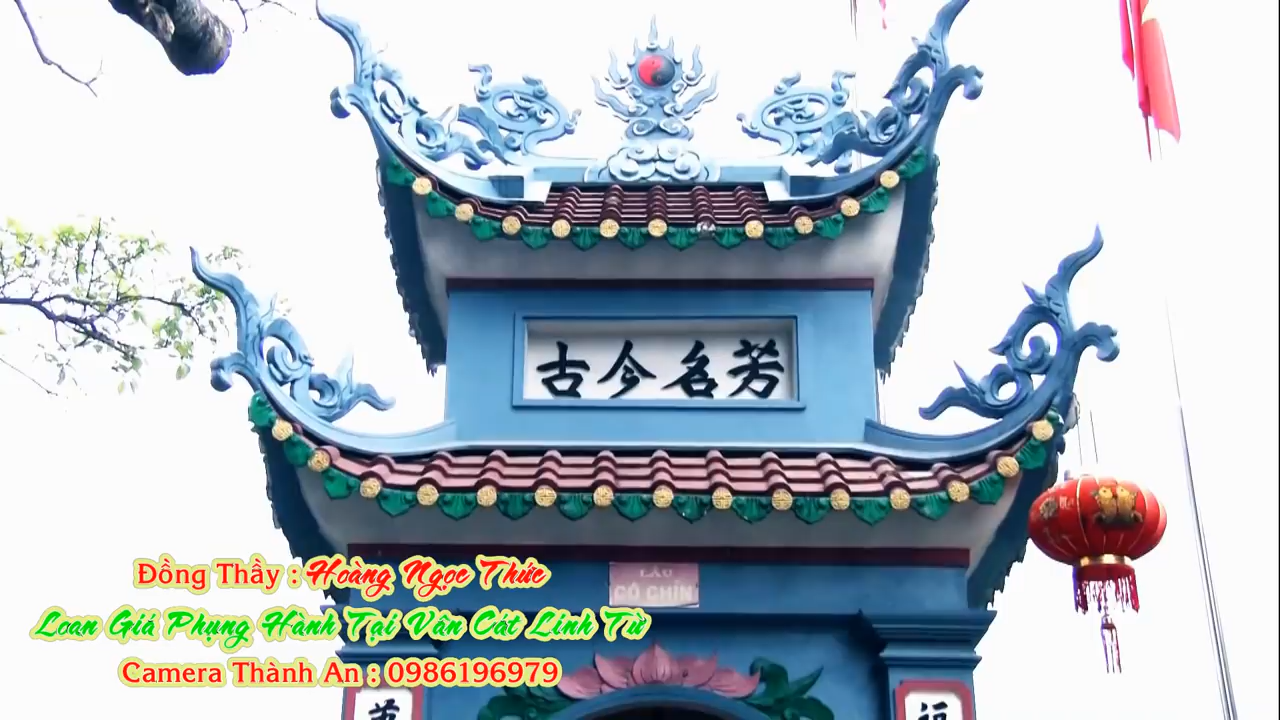 古今名芳
LẦU
CÔ CHÍN
Đồng Thầy : Hoàng Ngọc Thức
Loan Giá Phụng Hành Tại Vân Cát Linh Từ
Camera Thành An : 0986196979
福